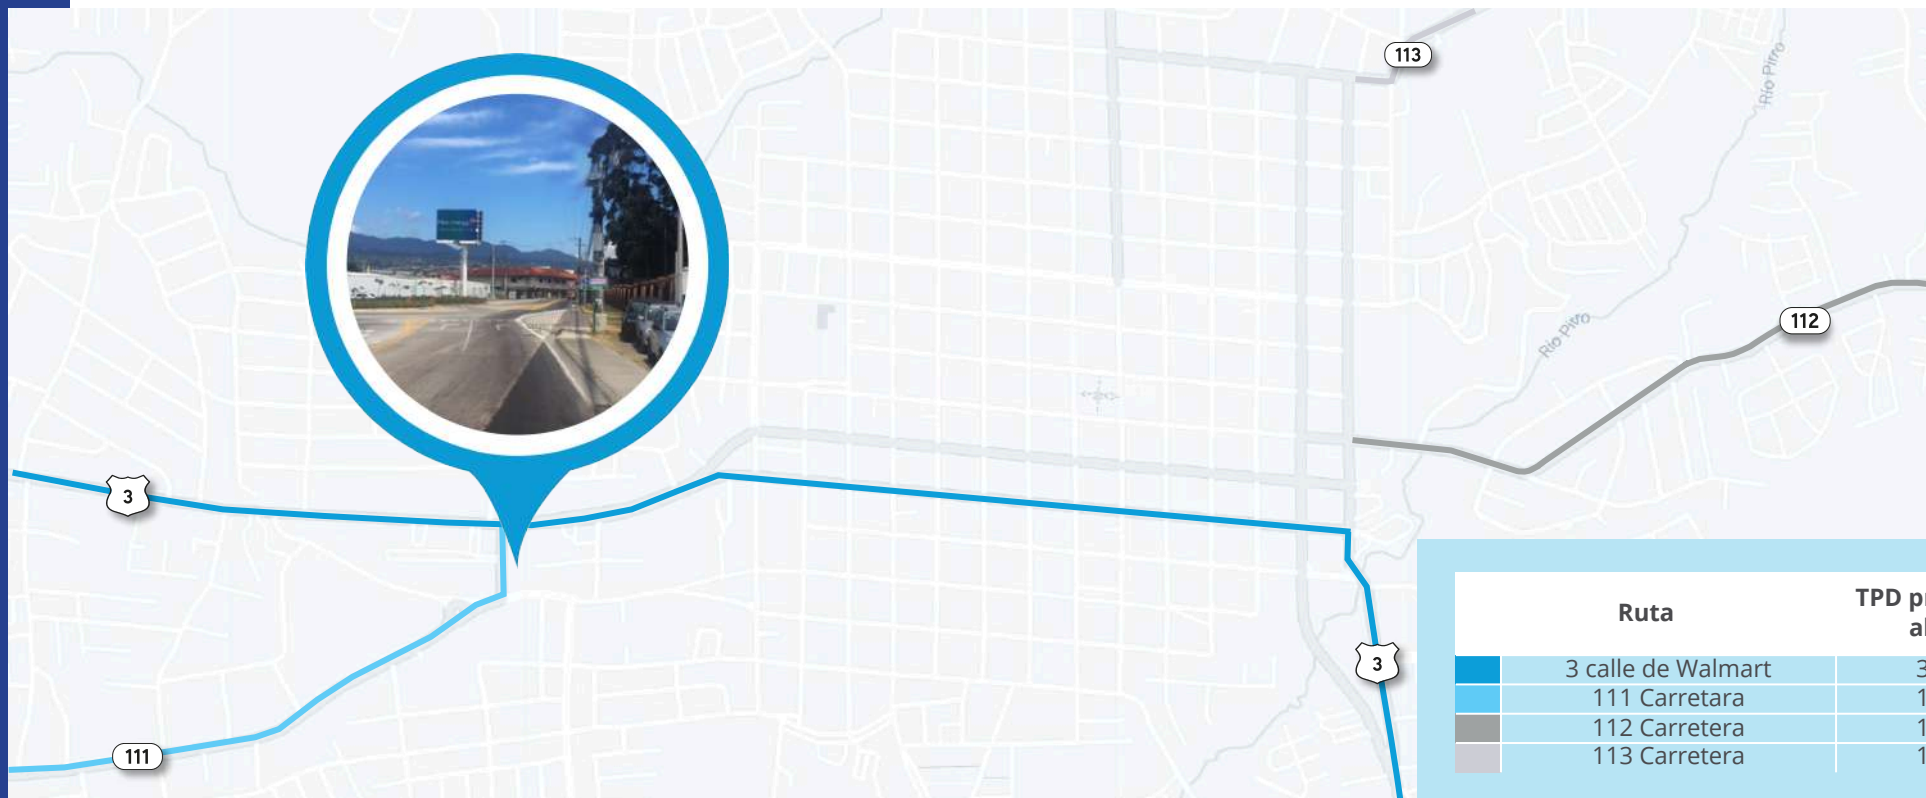 113
Río Pirro
112
Río Pirro
3
3
111
Ruta
TPD
3 calle de Walmart
111 Carretara
112 Carretera
113 Carretera